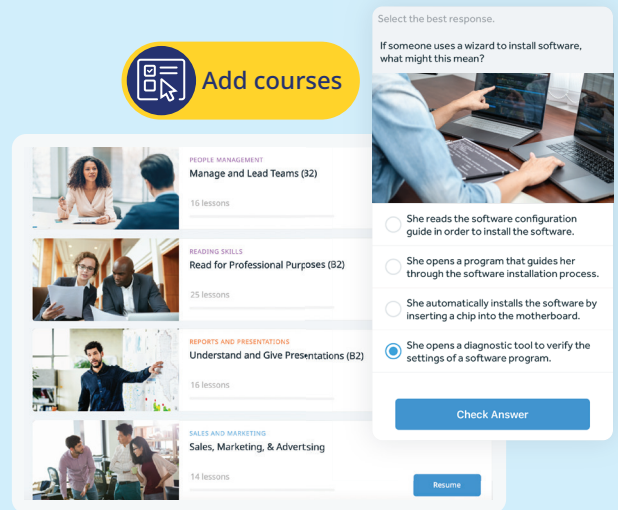 Add courses
PEOPLE MANAGEMENT
Manage and Lead Teams (B2)
16 lessons
READING SKILLS
Read for Professional Purposes (B2)
25 lessons
REPORTS AND PRESENTATIONS
Understand and Give Presentations (B2)
16 lessons
SALES AND MARKETING
Sales, Marketing, & Advertsing
14 lessons
Resume
Select the best response.
If someone uses a wizard to install software,
what might this mean?
She reads the software configuration
guide in order to install the software.
She opens a program that guides her
through the software installation process.
She automatically installs the software by
inserting a chip into the motherboard.
She opens a diagnostic tool to verify the
settings of a software program.
Check Answer